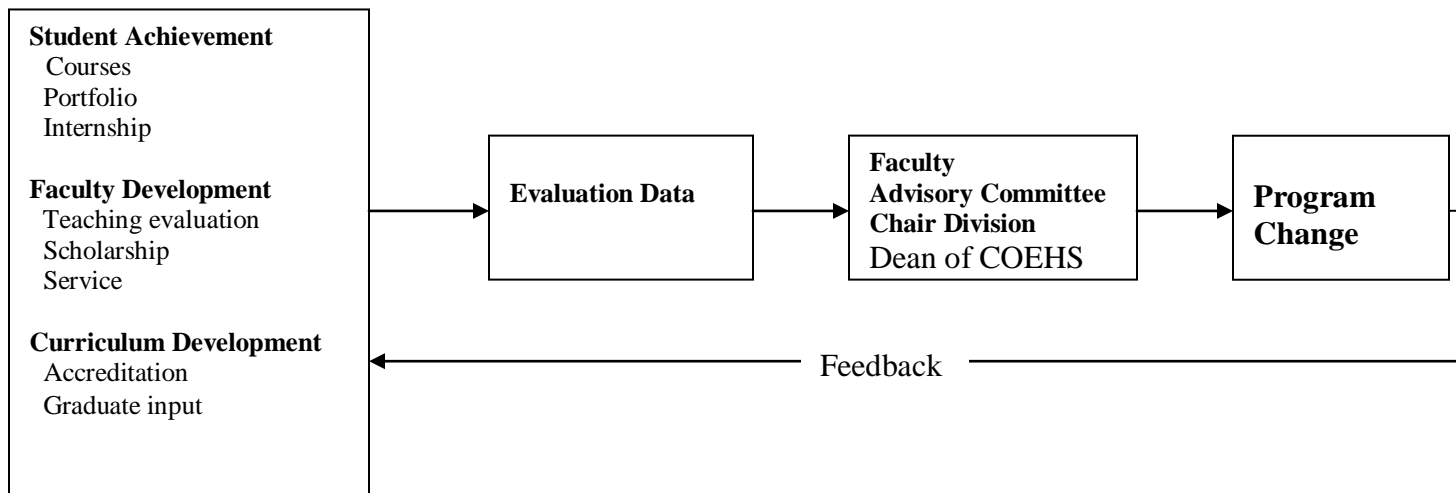 Student Achievement
Courses
Portfolio
Internship
Faculty Development
Teaching evaluation
Scholarship
Service
Curriculum Development
Accreditation
Graduate input
Evaluation Data
Faculty
Advisory Committee
Chair Division
Dean of COEHS
Program
Change
Feedback